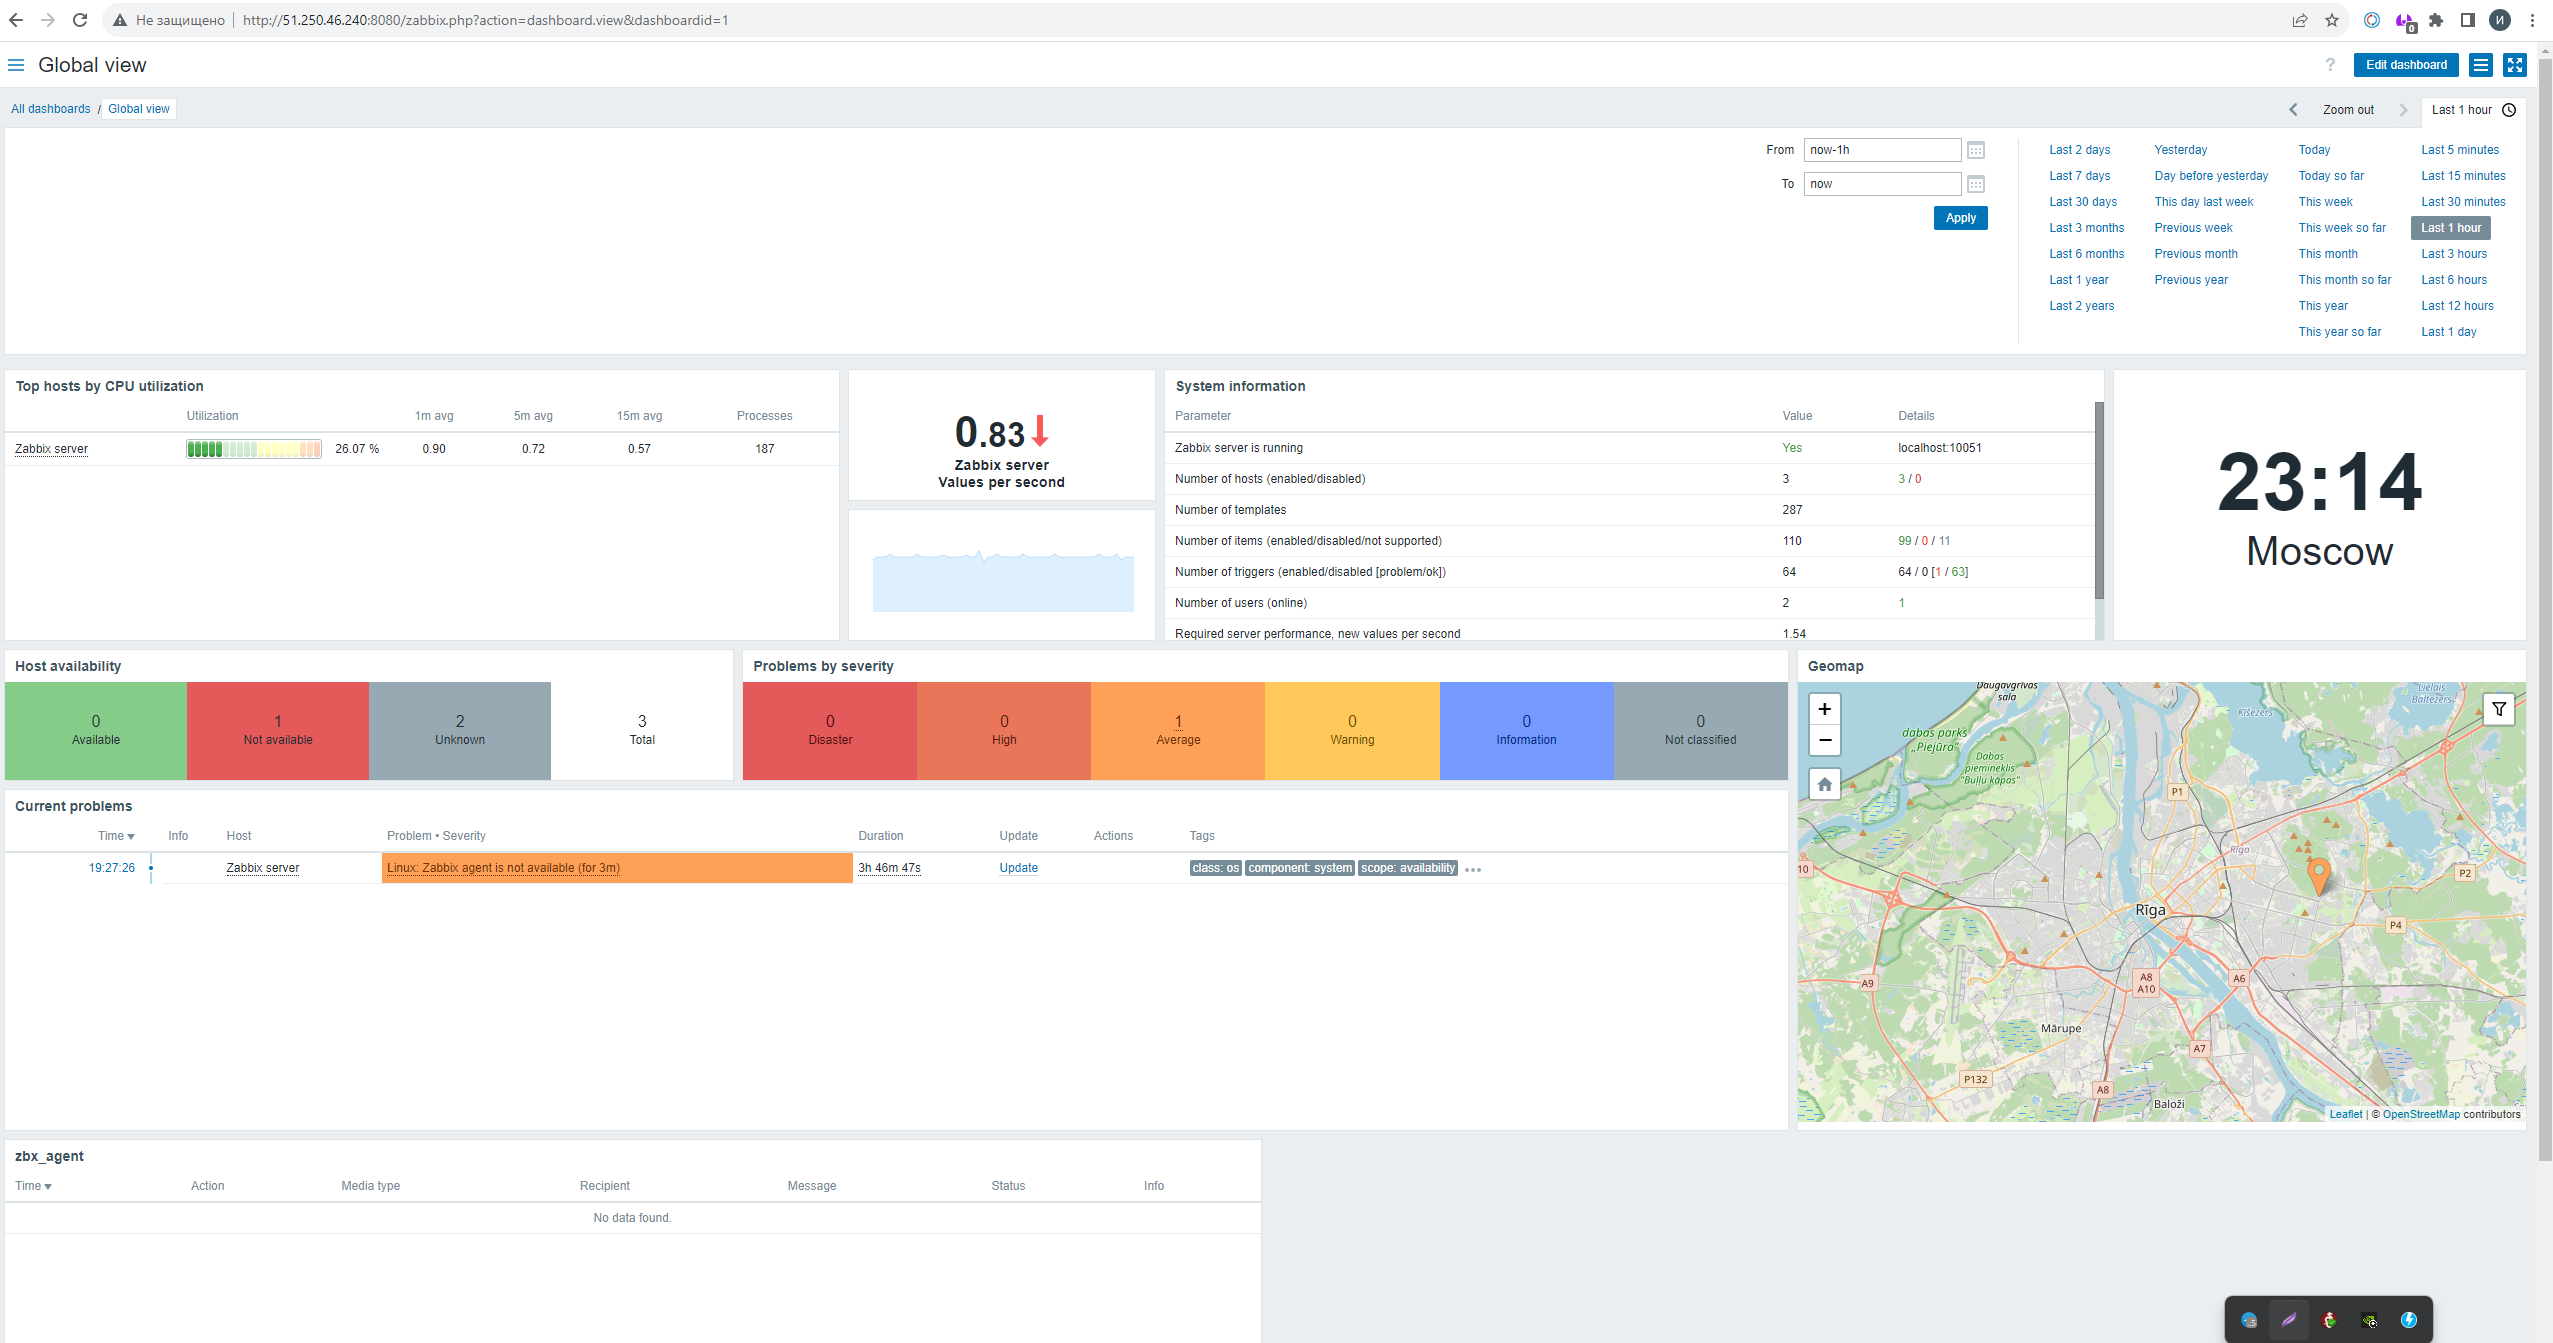 Не защищено
http://51.250.46.240:8080/zabbix.php?action=dashboard.view&dashboardid=1
И
0
Global view
?
Edit dashboard
All dashboards / Global view
Zoom out
Last 1 hour
From now-1h
To now
Apply
Last 2 days Yesterday Today Last 5 minutes
Last 7 days Day before yesterday Today so far Last 15 minutes
Last 30 days This day last week This week Last 30 minutes
Last 3 months Previous week This week so far Last 1 hour
Last 6 months Previous month This month Last 3 hours
Last 1 year Previous year This month so far Last 6 hours
Last 2 years This year Last 12 hours
This year so far Last 1 day
Top hosts by CPU utilization
Utilization 1m avg 5m avg 15m avg Processes
Zabbix server 26.07 % 0.90 0.72 0.57 187
0.83
Zabbix server
Values per second
System information
Parameter Value Details
Zabbix server is running Yes localhost:10051
Number of hosts (enabled/disabled) 3 3 / 0
Number of templates 287
Number of items (enabled/disabled/not supported) 110 99 / 0 / 11
Number of triggers (enabled/disabled [problem/ok]) 64 64 / 0 [1 / 63]
Number of users (online) 2 1
Required server performance, new values per second 1.54
23:14
Moscow
Host availability
0 1 2 3
Available Not available Unknown Total
Problems by severity
0 0 1 0 0 0
Disaster High Average Warning Information Not classified
Geomap
+
−
Daugavgrīvas
sala
Lielais
Baltezers
Ķīšezers
dabas parks
„Piejūra“
Dabas
piemineklis
"Buļļu kāpas"
P1
Rīga
10
P2
Rīga
P4
A9
A8
A10
A6
Mārupe
A7
P132
A8
Baloži
Leaflet | © OpenStreetMap contributors
Current problems
Time Info Host Problem • Severity Duration Update Actions Tags
19:27:26 Zabbix server Linux: Zabbix agent is not available (for 3m) 3h 46m 47s Update class: os component: system scope: availability
zbx_agent
Time Action Media type Recipient Message Status Info
No data found.